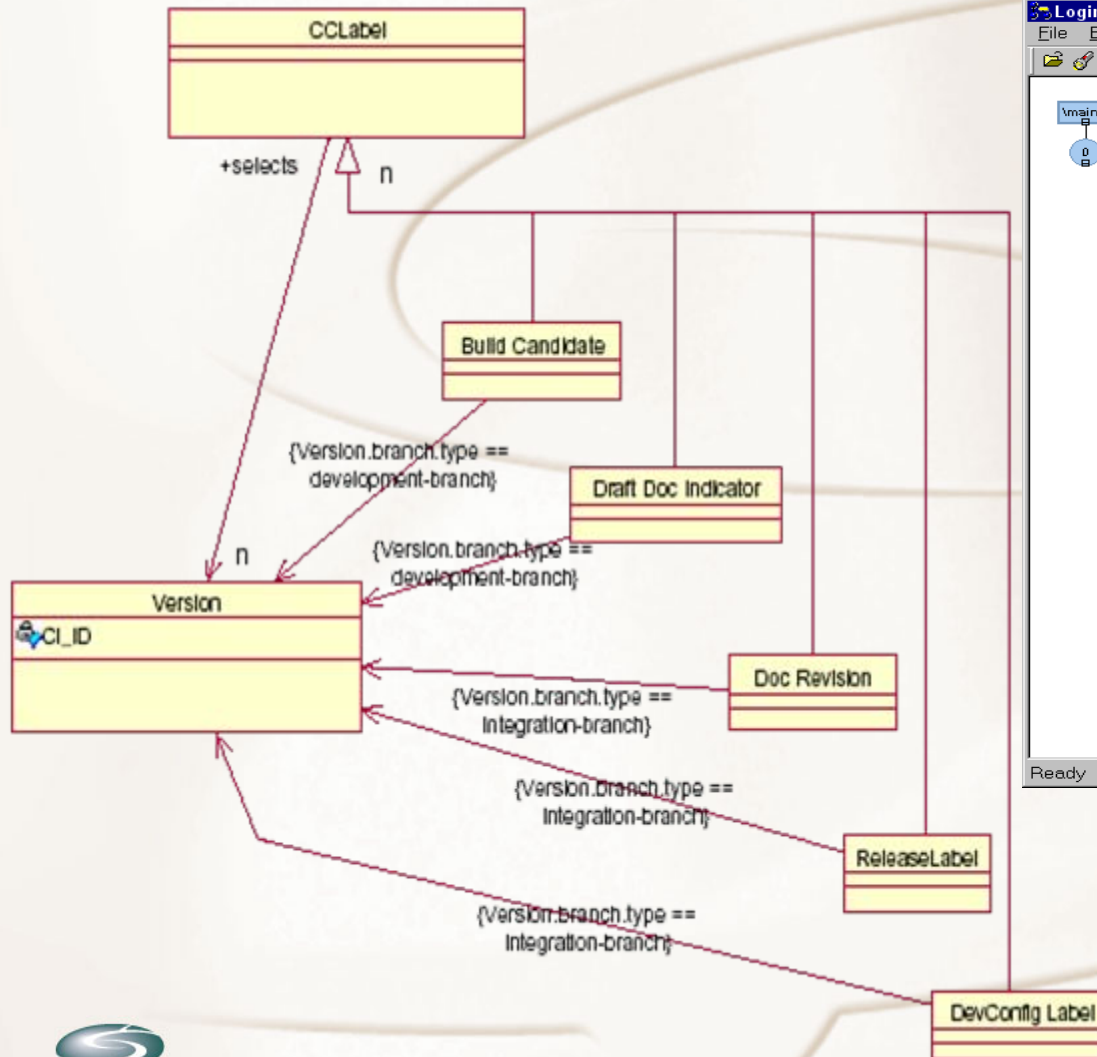 CCLabel
+selects
n
Build Candidate
{Version.branch.type ==
development-branch}
Draft Doc Indicator
{Version.branch.type ==
development-branch}
n
Version
CI_ID
Doc Revision
{Version.branch.type ==
Integration-branch}
{Version.branch.type ==
Integration-branch}
ReleaseLabel
{Version.branch.type ==
Integration-branch}
DevConfig Label
Login
File E
\main
0
Ready